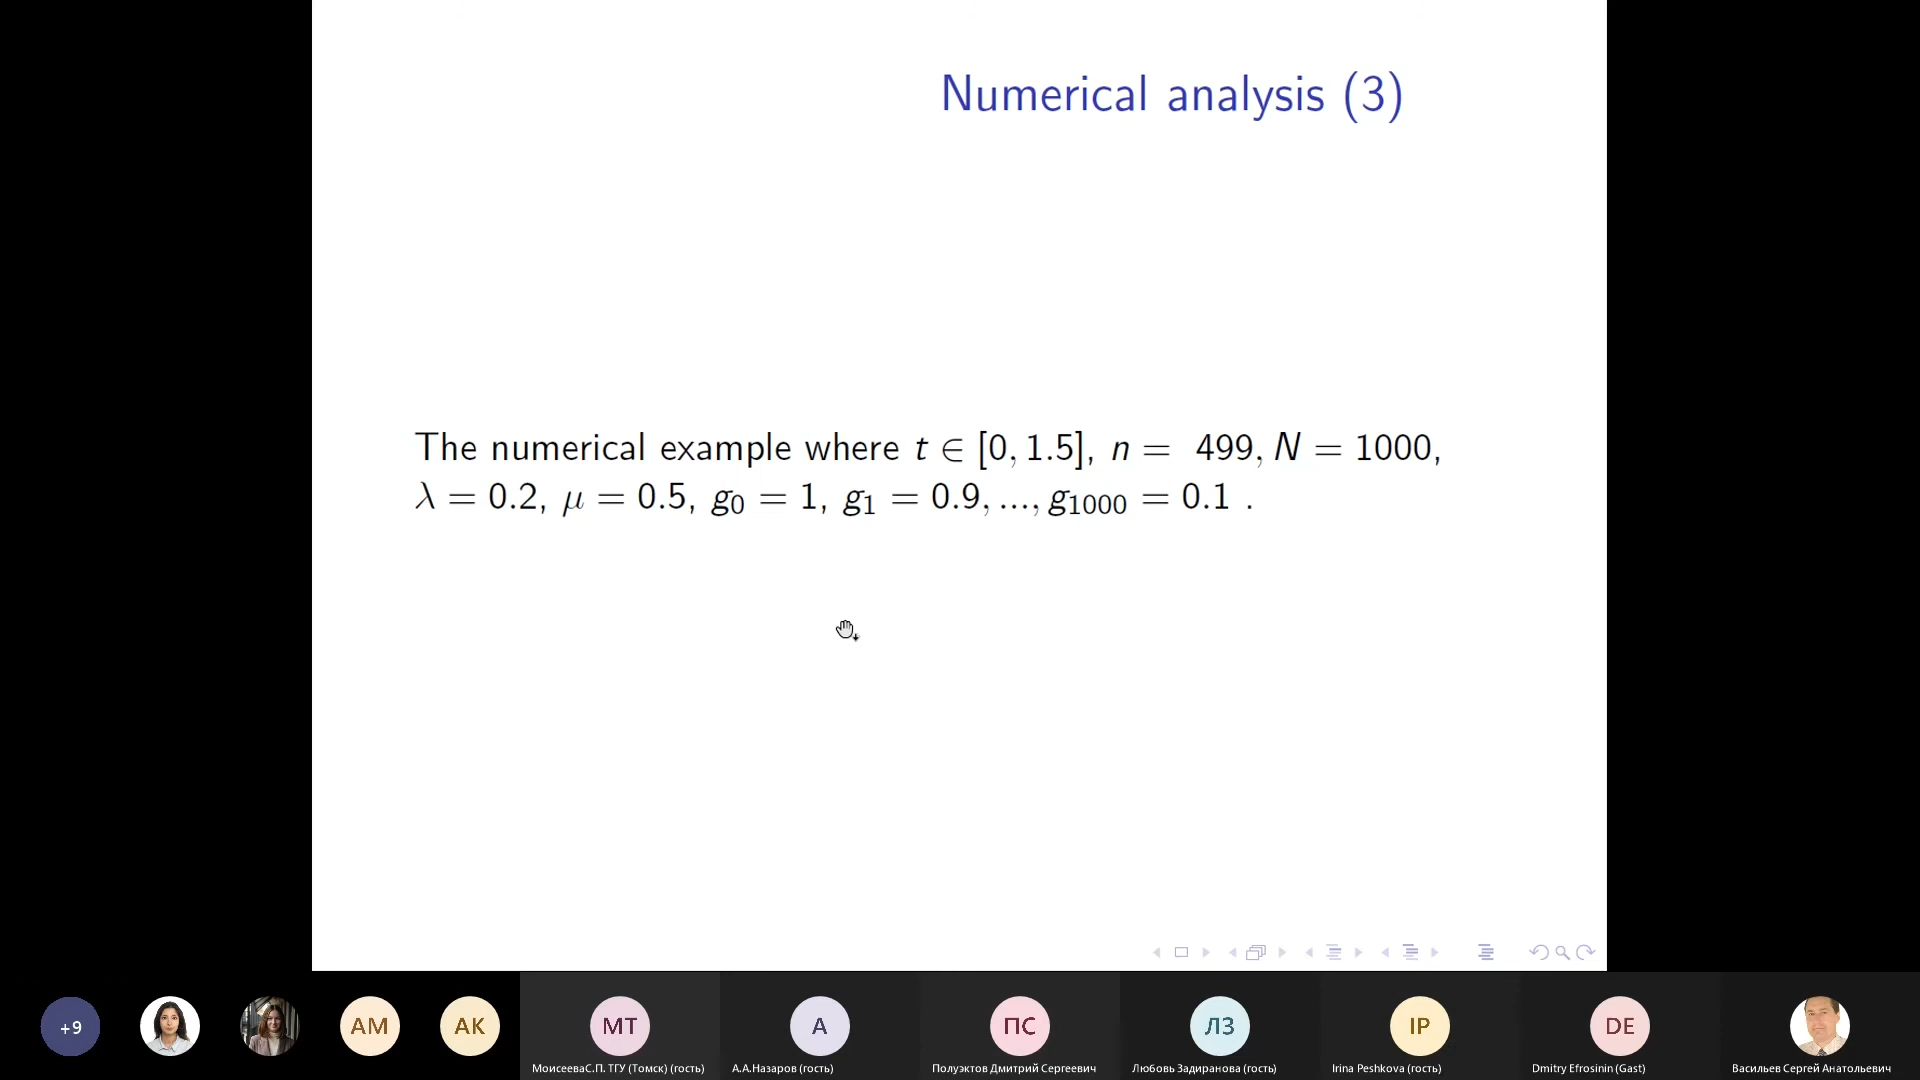 Numerical analysis (3)
The numerical example where t ∈ [0, 1.5], n = 499, N = 1000,
λ = 0.2, μ = 0.5, g₀ = 1, g₁ = 0.9, ..., g₁₀₀₀ = 0.1 .
+9
AM
AK
MT
A
ПС
ЛЗ
IP
DE
МоисееваС.П. ТГУ (Томск) (гость)
А.А.Назаров (гость)
Полуэктов Дмитрий Сергеевич
Любовь Задиранова (гость)
Irina Peshkova (гость)
Dmitry Efrosinin (Gast)
Васильев Сергей Анатольевич